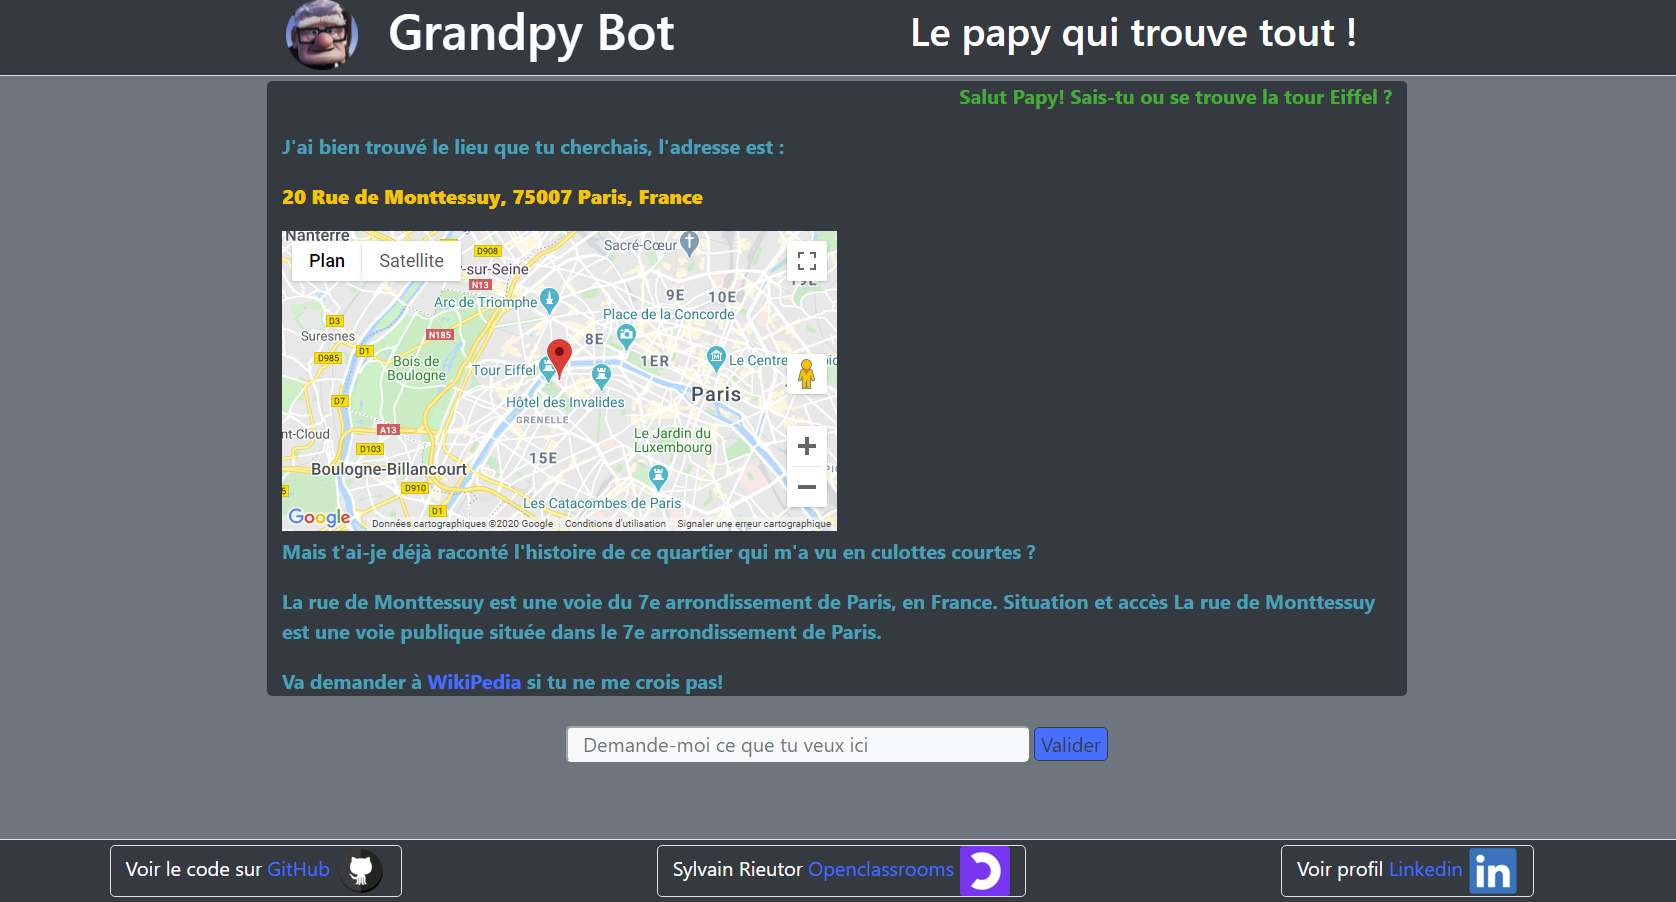 Grandpy Bot
Le papy qui trouve tout !
Salut Papy! Sais-tu ou se trouve la tour Eiffel ?
J'ai bien trouvé le lieu que tu cherchais, l'adresse est :
20 Rue de Monttessuy, 75007 Paris, France
Nanterre
Plan
Satellite
D908
-sur-Seine
N13
Sacré-Cœur
Arc de Triomphe
9E
10E
19E
Place de la Concorde
D3
Suresnes
N185
8E
D985
D1
Bois de
Boulogne
1ER
Le Centre
Tour Eiffel
D7
Hôtel des Invalides
Paris
GRENELLE
nt-Cloud
A13
D103
Le Jardin du
Luxembourg
15E
Boulogne-Billancourt
D910
Les Catacombes de Paris
D1
Google
Données cartographiques ©2020 Google
Conditions d'utilisation
Signaler une erreur cartographique
Mais t'ai-je déjà raconté l'histoire de ce quartier qui m'a vu en culottes courtes ?
La rue de Monttessuy est une voie du 7e arrondissement de Paris, en France. Situation et accès La rue de Monttessuy
est une voie publique située dans le 7e arrondissement de Paris.
Va demander à WikiPedia si tu ne me crois pas!
Demande-moi ce que tu veux ici
Valider
Voir le code sur GitHub
Sylvain Rieutor Openclassrooms
Voir profil Linkedin in